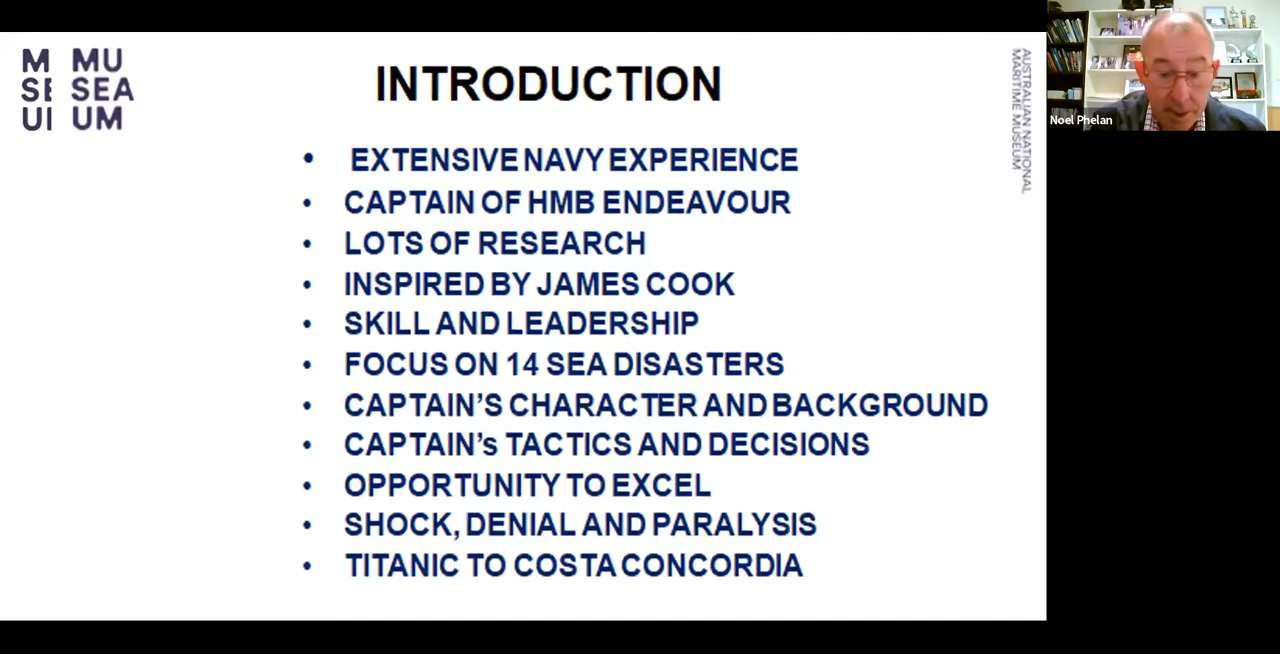 M
SE
UI
MU
SEA
UM
INTRODUCTION
AUSTRALIAN NATIONAL
MARITIME MUSEUM
Noel Phelan
• EXTENSIVE NAVY EXPERIENCE
• CAPTAIN OF HMB ENDEAVOUR
• LOTS OF RESEARCH
• INSPIRED BY JAMES COOK
• SKILL AND LEADERSHIP
• FOCUS ON 14 SEA DISASTERS
• CAPTAIN’S CHARACTER AND BACKGROUND
• CAPTAIN’s TACTICS AND DECISIONS
• OPPORTUNITY TO EXCEL
• SHOCK, DENIAL AND PARALYSIS
• TITANIC TO COSTA CONCORDIA